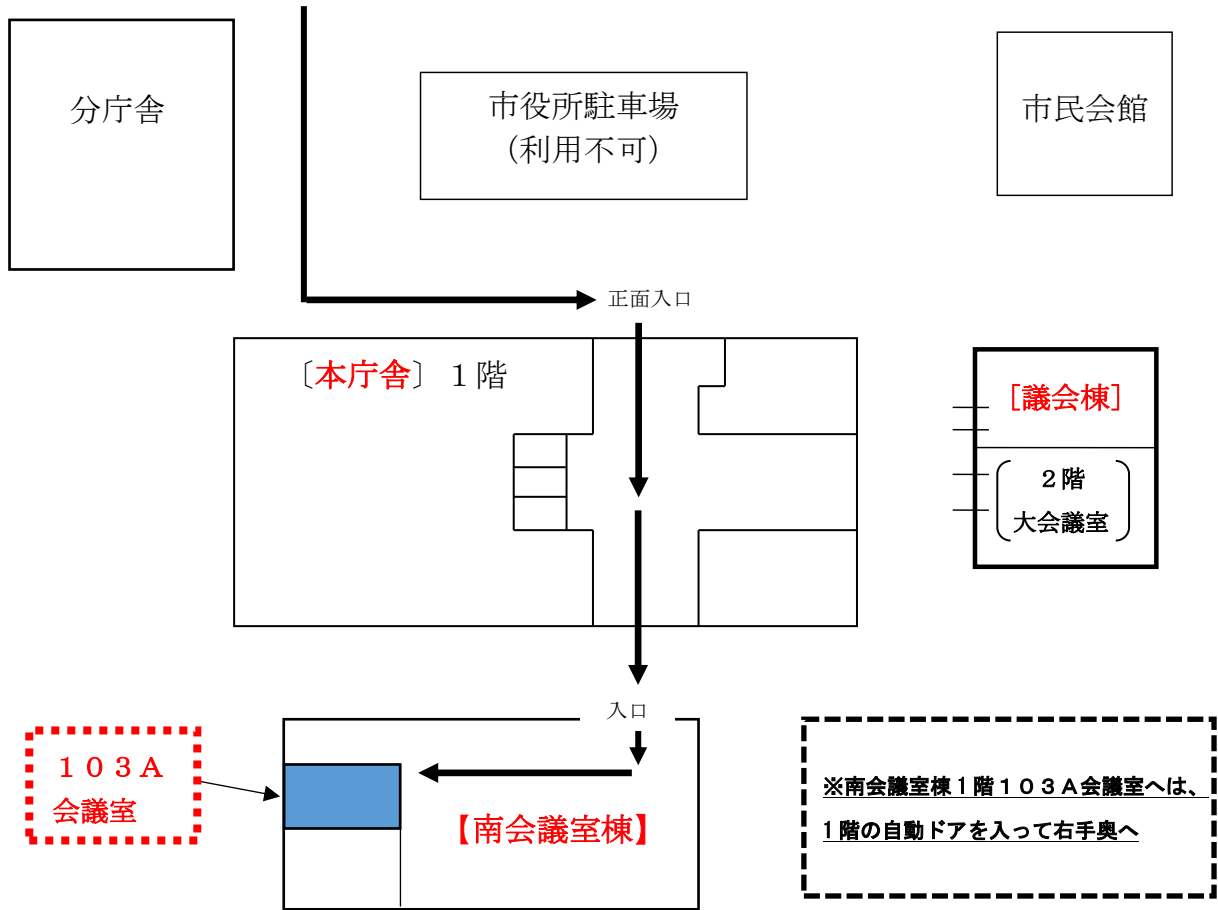 分庁舎
市役所駐車場
（利用不可）
市民会館
正面入口
〔本庁舎〕１階
［議会棟］
２階
大会議室
入口
１０３Ａ
会議室
【南会議室棟】
※南会議室棟１階１０３Ａ会議室へは、
１階の自動ドアを入って右手奥へ